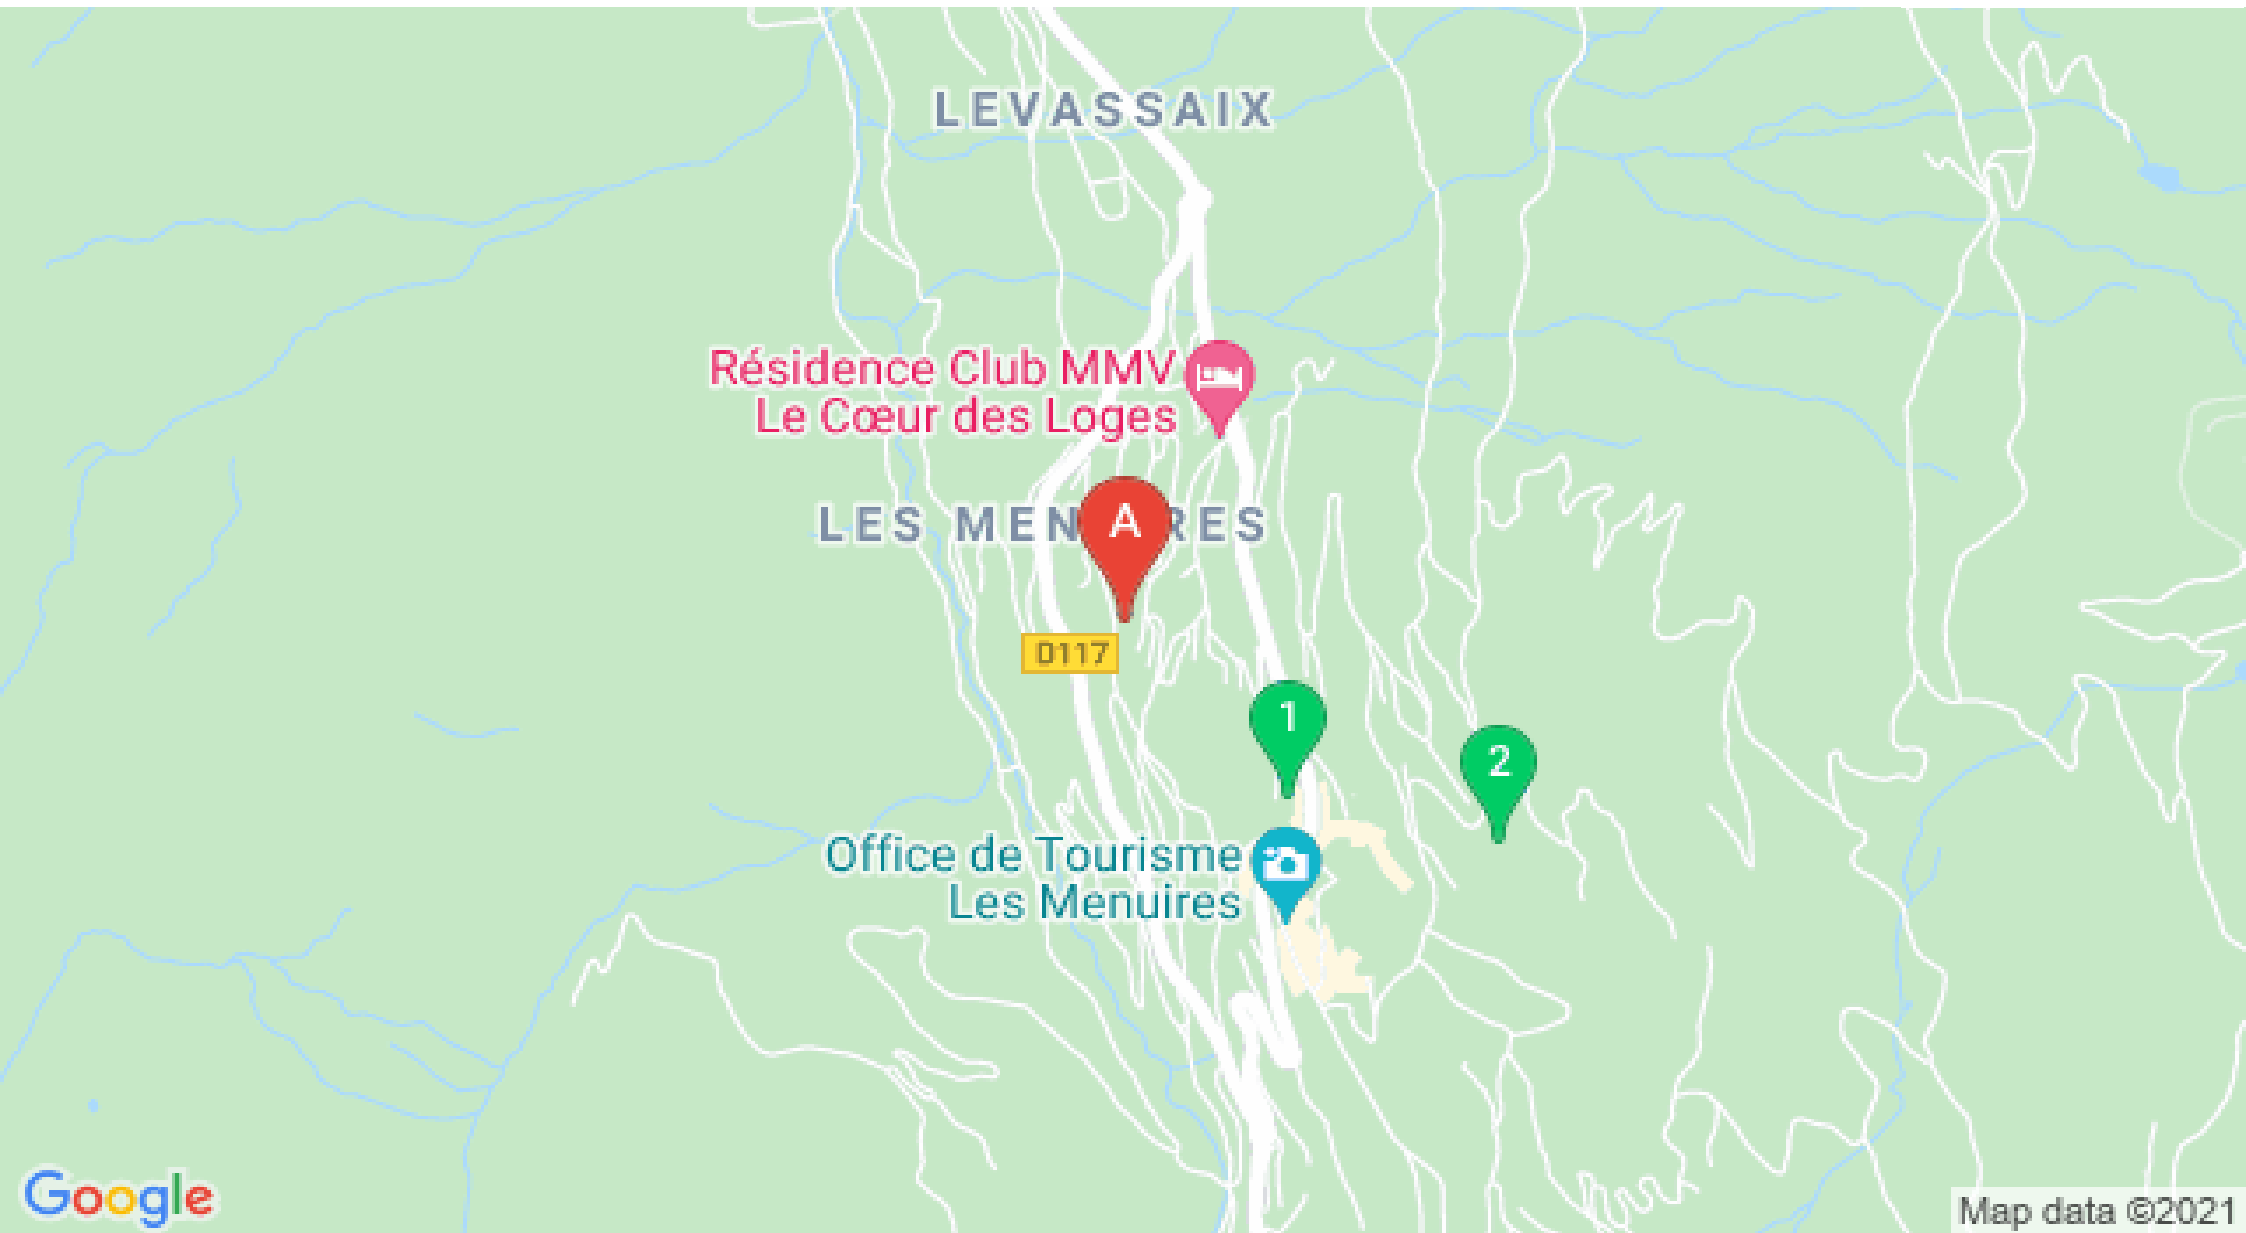 LEVASSAIX
Résidence Club MMV
Le Cœur des Loges
LES MEN RES
A
D117
1
2
Office de Tourisme
Les Menuires
Google
Map data ©2021